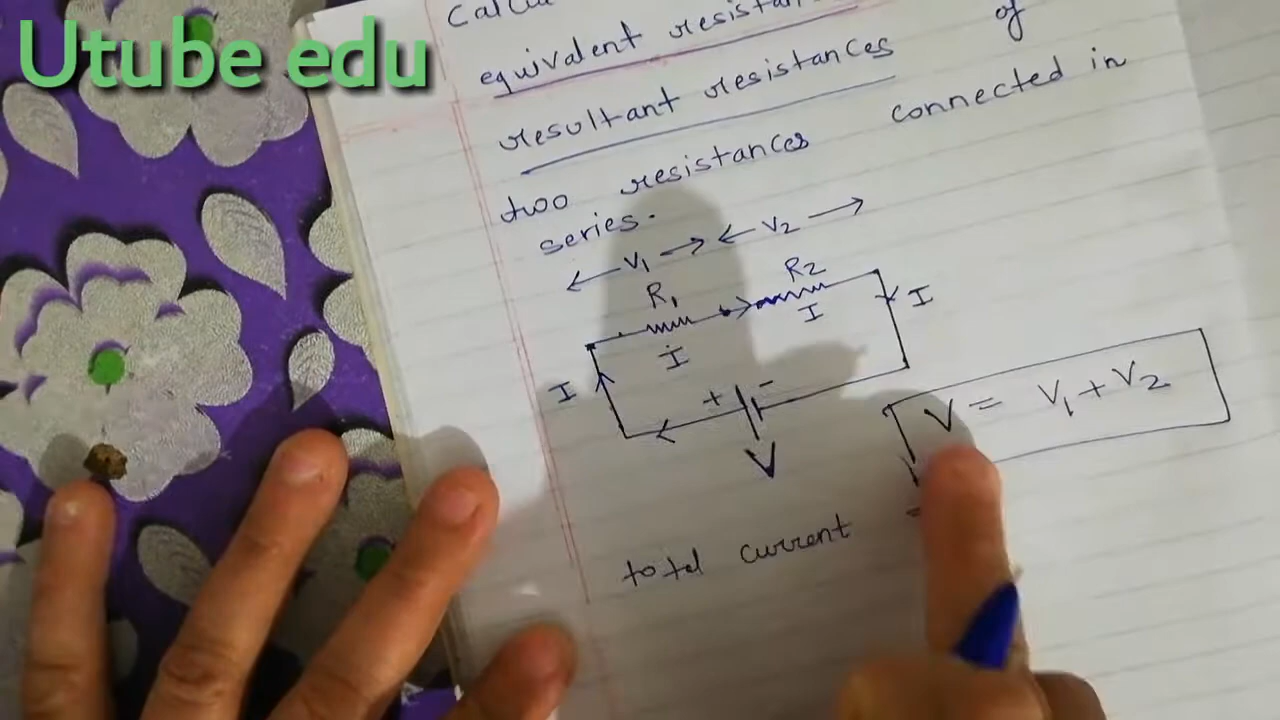 Utube edu
equivalent
resultant resistances of
two resistances connected in
series.
V1 V2
R1 R2
I I I
I + -
V
V = V1 + V2
total current =